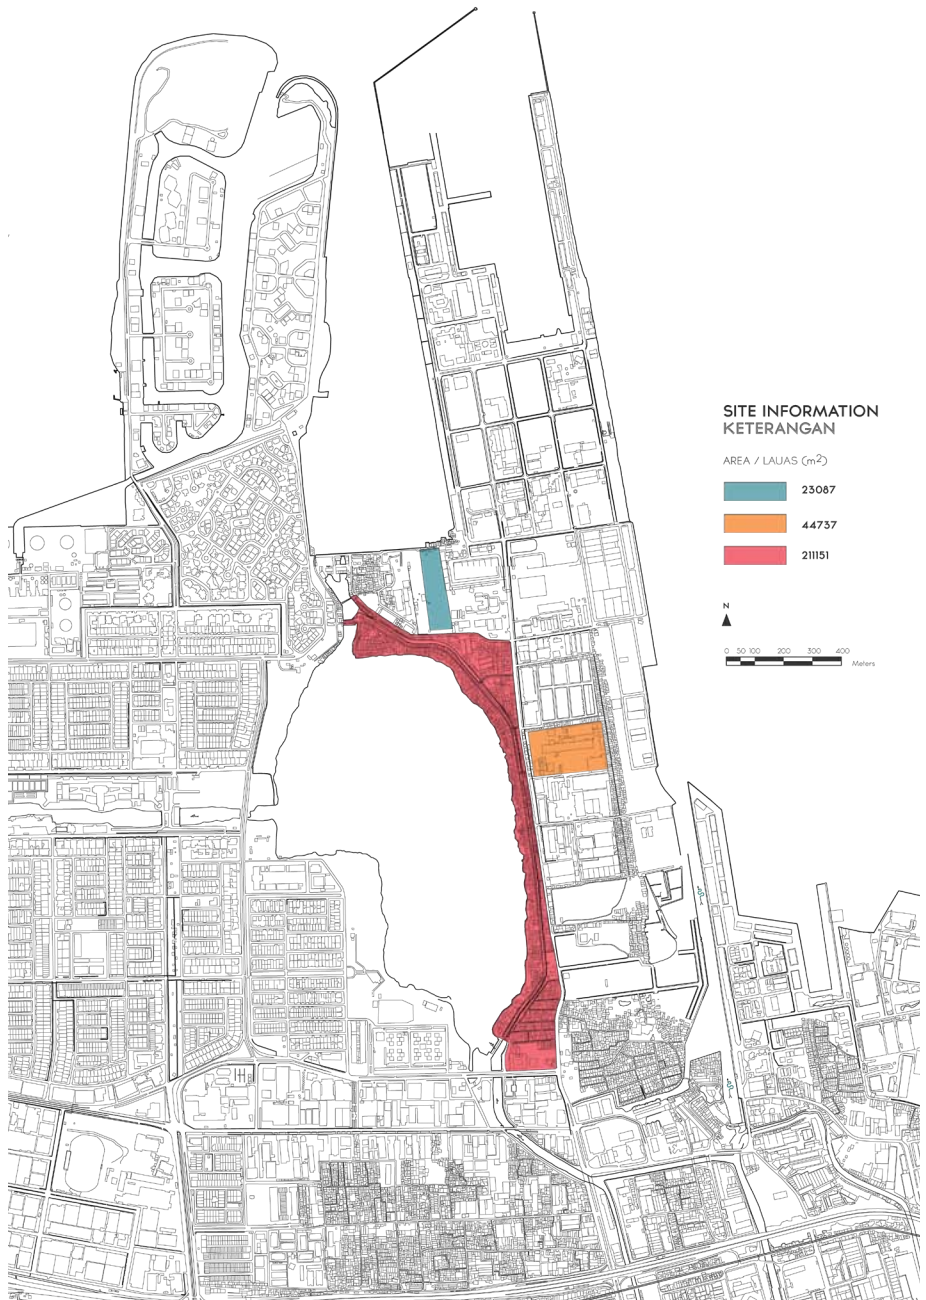 SITE INFORMATION
KETERANGAN
AREA / LAUAS (m2)
23087
44737
211151
N
0 50 100 200 300 400
Meters